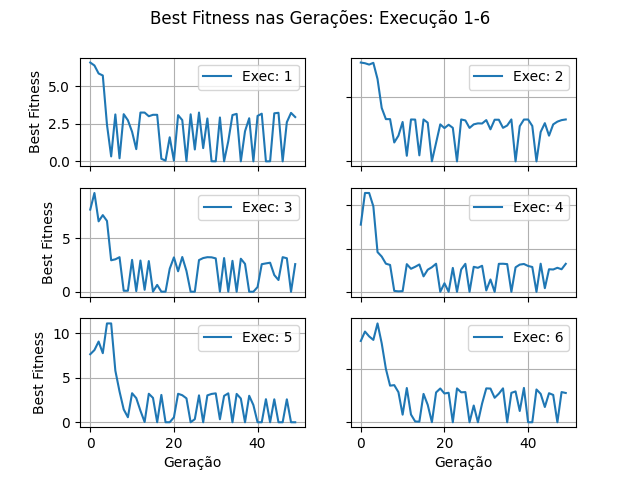 Best Fitness nas Gerações: Execução 1-6
Best Fitness
5.0
2.5
0.0
Exec: 1
Exec: 2
Best Fitness
5
0
Exec: 3
Exec: 4
Best Fitness
10
5
0
Exec: 5
Exec: 6
0
20
40
0
20
40
Geração
Geração